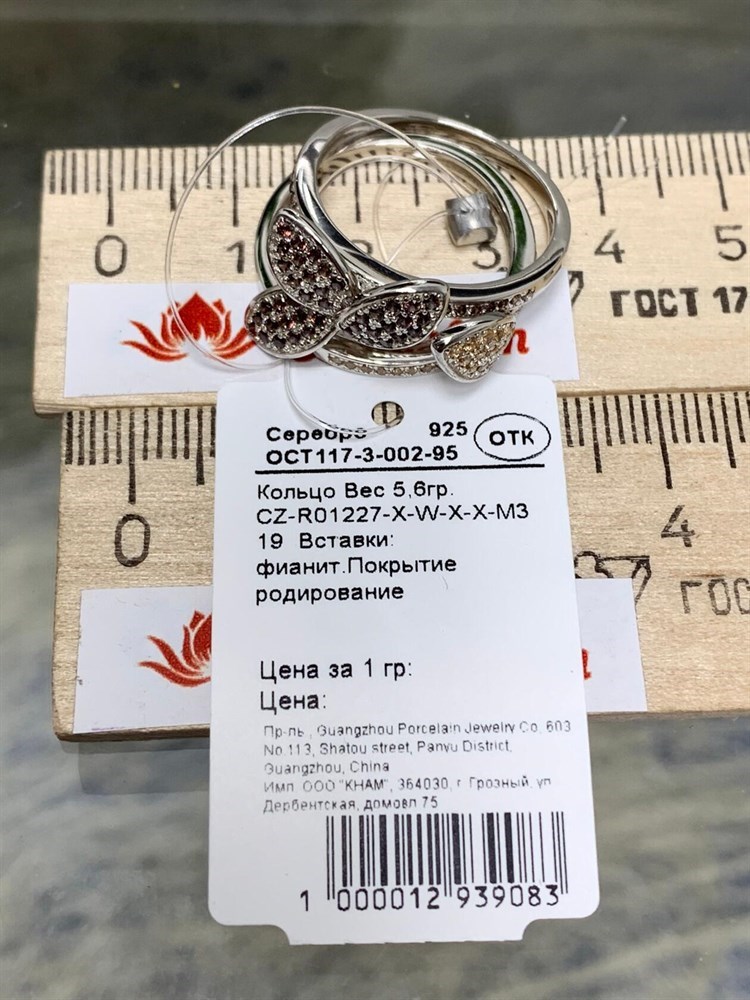 0 1 2 3 4 5
ГОСТ 17
Серебро 925 ОТК
ОСТ117-3-002-95
Кольцо Вес 5,6гр.
CZ-R01227-X-W-X-X-M3
19 Вставки:
фианит.Покрытие
родирование
0 4
ГОС
Цена за 1 гр:
Цена:
Пр-ль , Guangzhou Porcelain Jewelry Co, 603
No.113, Shatou street, Panyu District,
Guangzhou, China
Имп. ООО "КНАМ", 364030, г. Грозный, ул
Дербентская, домовл 75
1 000012 939083